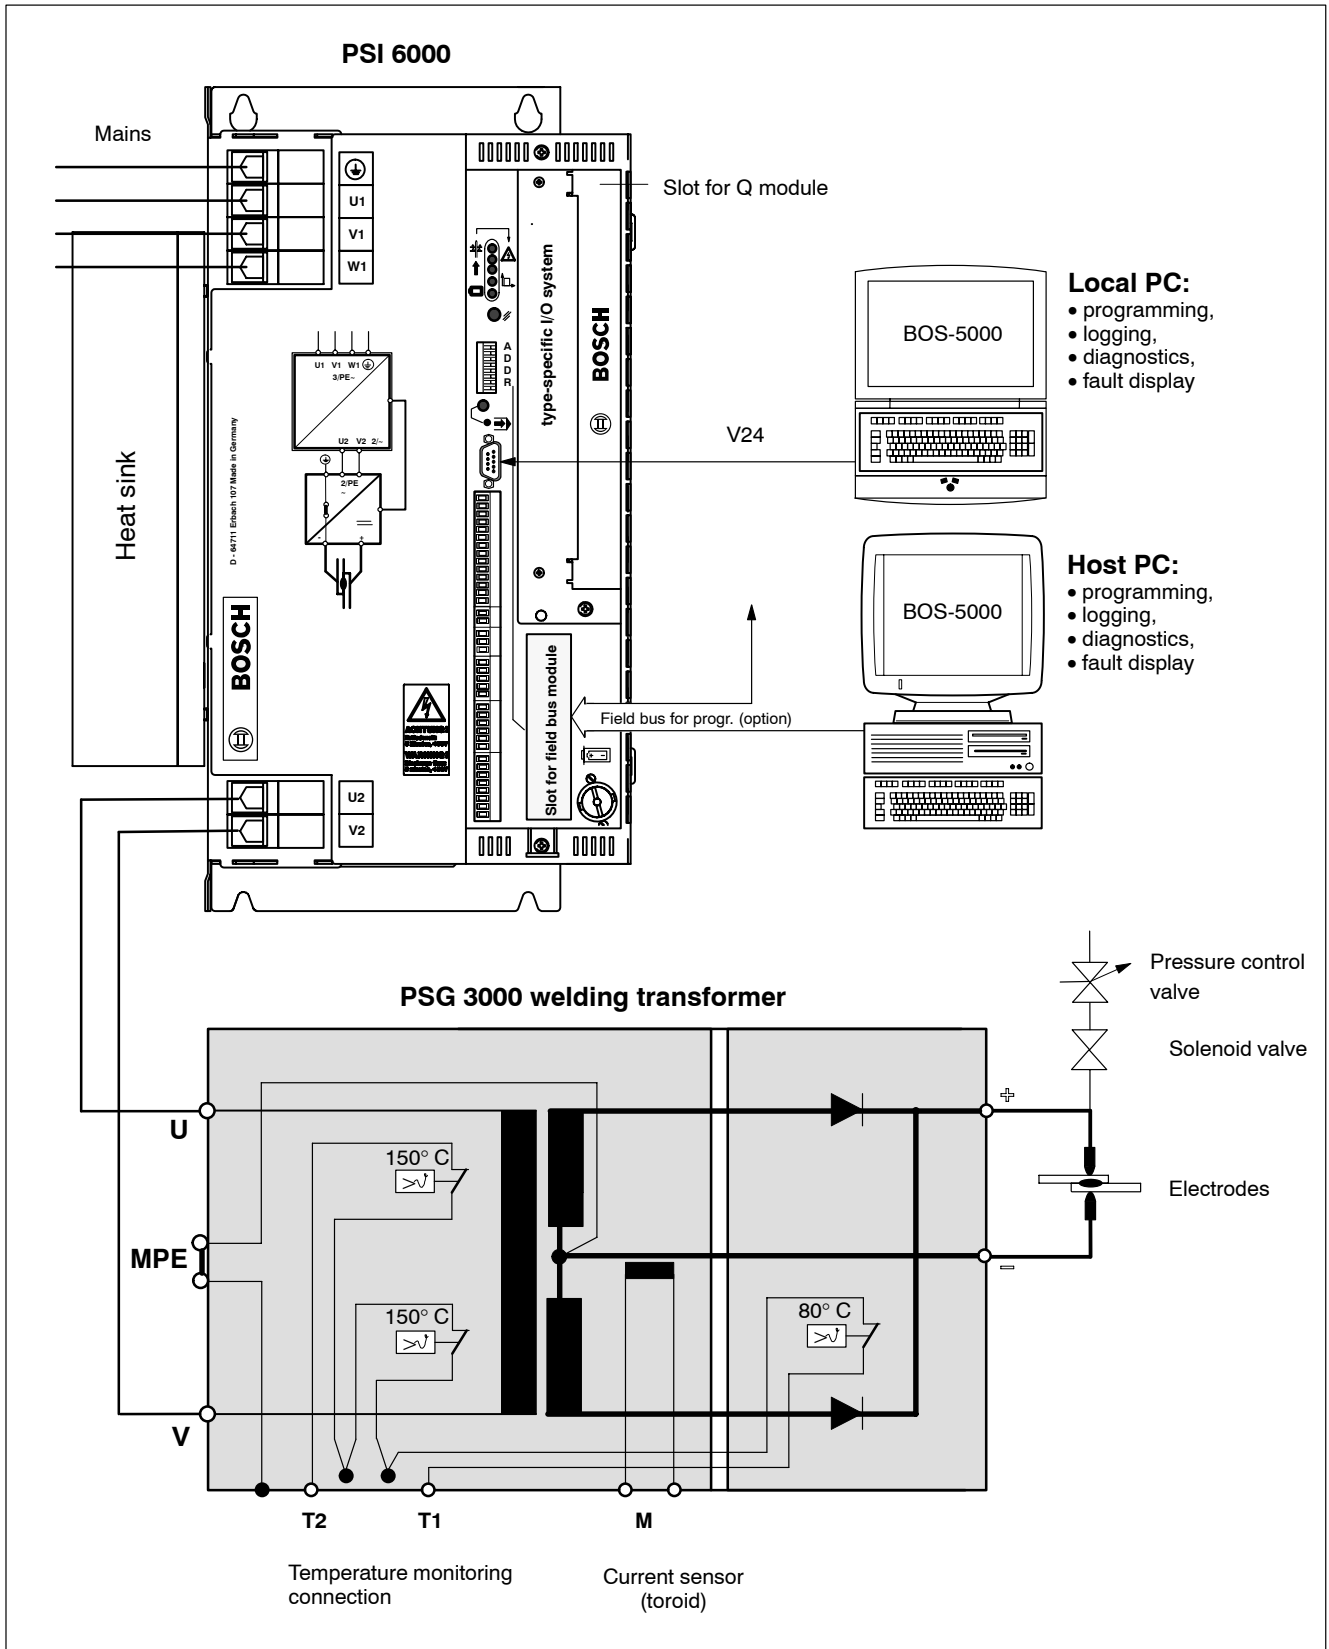 PSI 6000
Mains
U1
V1
W1
Slot for Q module
type-specific I/O system
BOSCH
A
D
D
R
U1 V1 W1
3/PE~
U2 V2 2/~
2/PE
~
- +
D - 64711 Erbach 107 Made in Germany
Heat sink
BOSCH
V24
BOS-5000
Local PC:
• programming,
• logging,
• diagnostics,
• fault display
BOS-5000
Host PC:
• programming,
• logging,
• diagnostics,
• fault display
Slot for field bus module
Field bus for progr. (option)
+ -
U2
V2
PSG 3000 welding transformer
Pressure control
valve
Solenoid valve
Electrodes
+
−
U
150° C
MPE
150° C
80° C
V
T2
T1
M
Temperature monitoring
connection
Current sensor
(toroid)